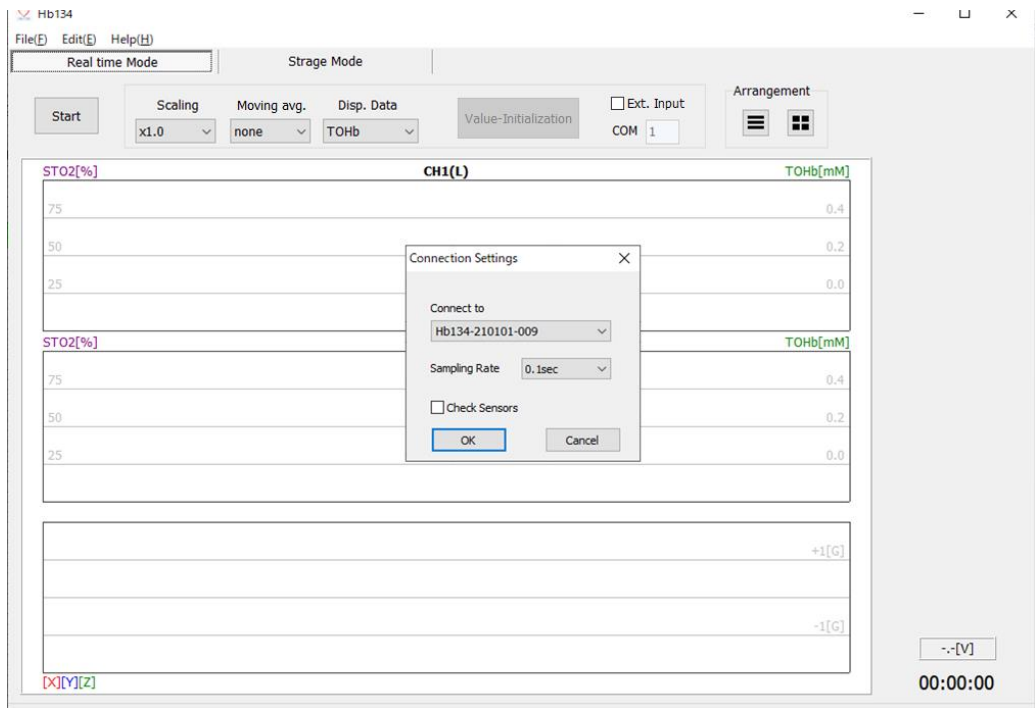 Hb134
File(F) Edit(E) Help(H)
Real time Mode Strage Mode
Start
Scaling
x1.0
Moving avg.
none
Disp. Data
TOHb
Value-Initialization
Ext. Input
COM 1
Arrangement
STO2[%] CH1(L) TOHb[mM]
75 0.4
50 0.2
25 0.0
STO2[%] TOHb[mM]
75 0.4
50 0.2
25 0.0
Connection Settings
Connect to
Hb134-210101-009
Sampling Rate 0.1sec
Check Sensors
OK Cancel
+1[G]
-1[G]
[X][Y][Z]
-.-[V]
00:00:00